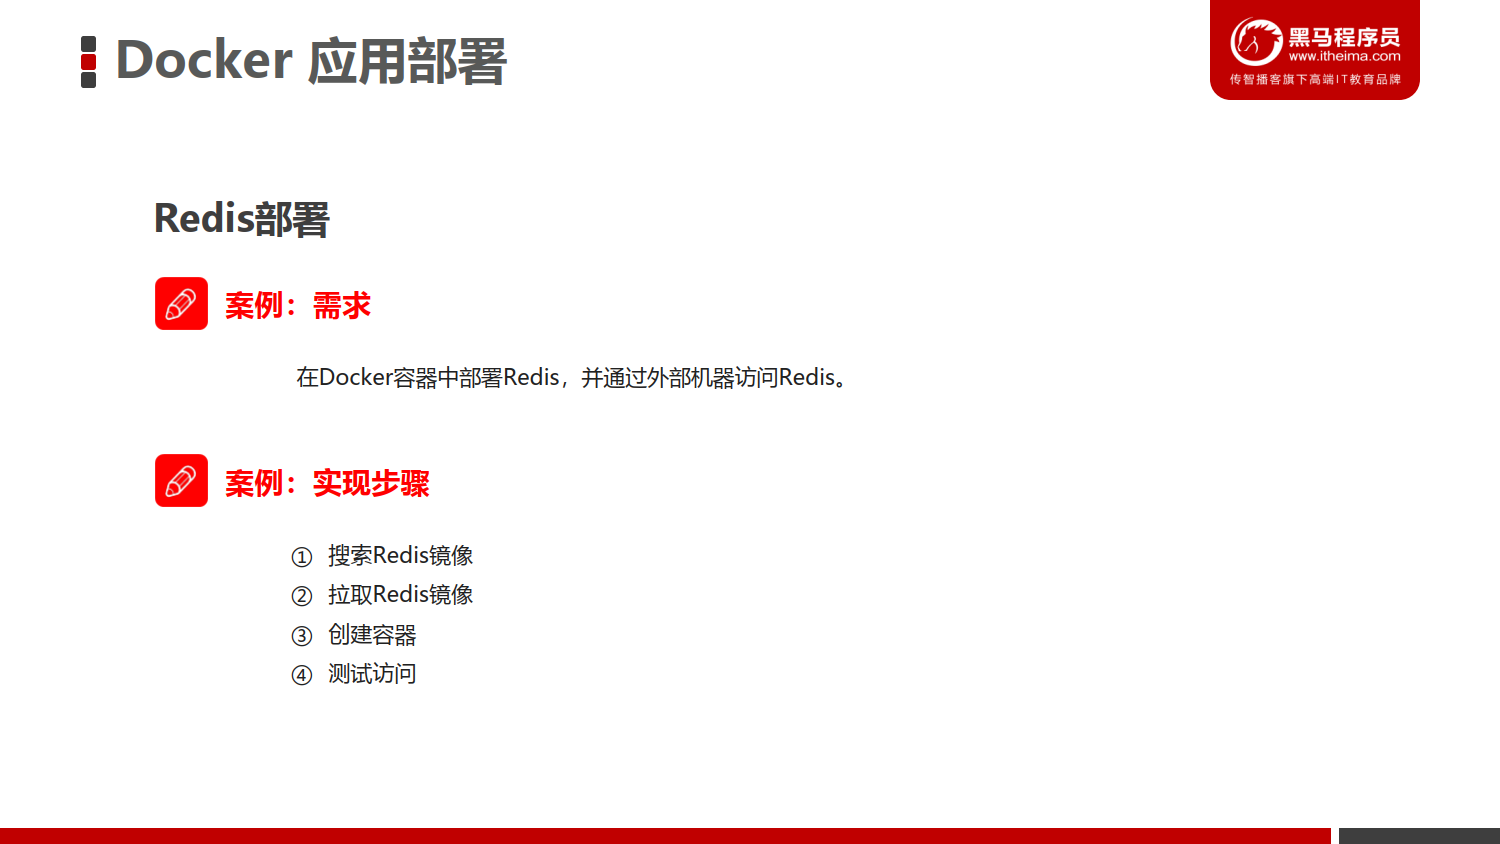 Docker 应用部署
黑马程序员
www.itheima.com
传智播客旗下高端IT教育品牌
Redis部署
案例：需求
在Docker容器中部署Redis，并通过外部机器访问Redis。
案例：实现步骤
① 搜索Redis镜像
② 拉取Redis镜像
③ 创建容器
④ 测试访问